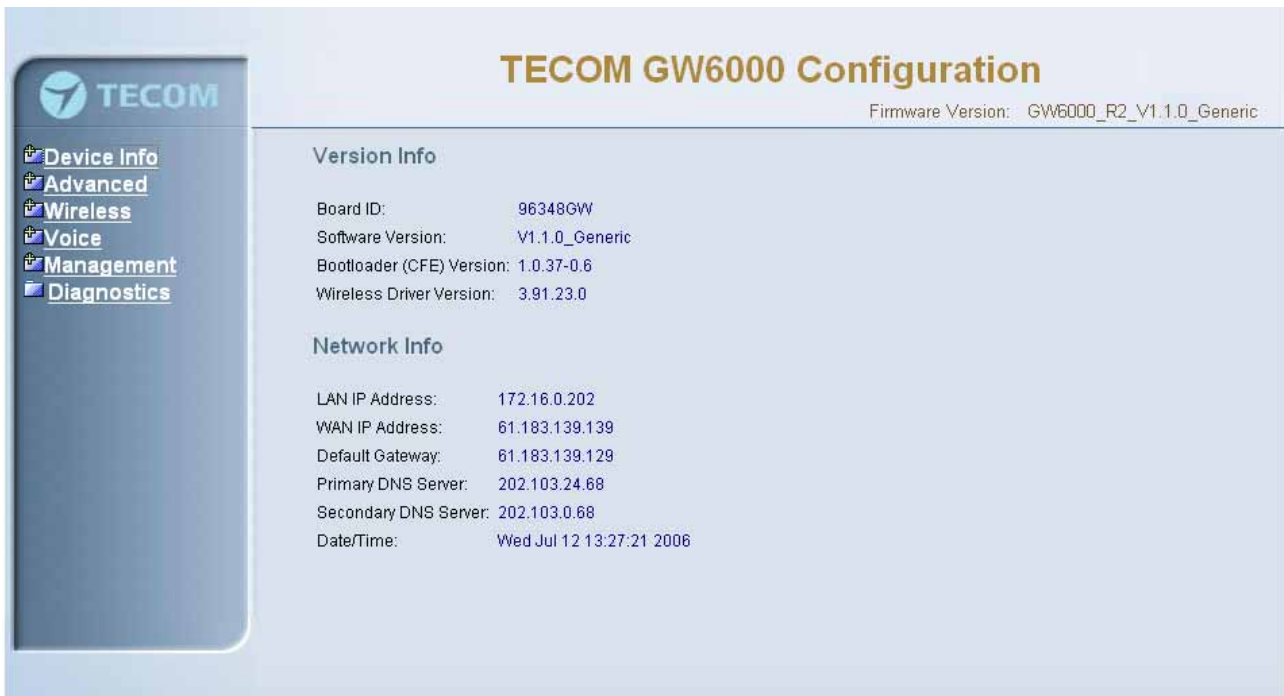 TECOM
TECOM GW6000 Configuration
Firmware Version: GW6000_R2_V1.1.0_Generic
Device Info
Advanced
Wireless
Voice
Management
Diagnostics
Version Info
Board ID: 96348GW
Software Version: V1.1.0_Generic
Bootloader (CFE) Version: 1.0.37-0.6
Wireless Driver Version: 3.91.23.0
Network Info
LAN IP Address: 172.16.0.202
WAN IP Address: 61.183.139.139
Default Gateway: 61.183.139.129
Primary DNS Server: 202.103.24.68
Secondary DNS Server: 202.103.0.68
Date/Time: Wed Jul 12 13:27:21 2006